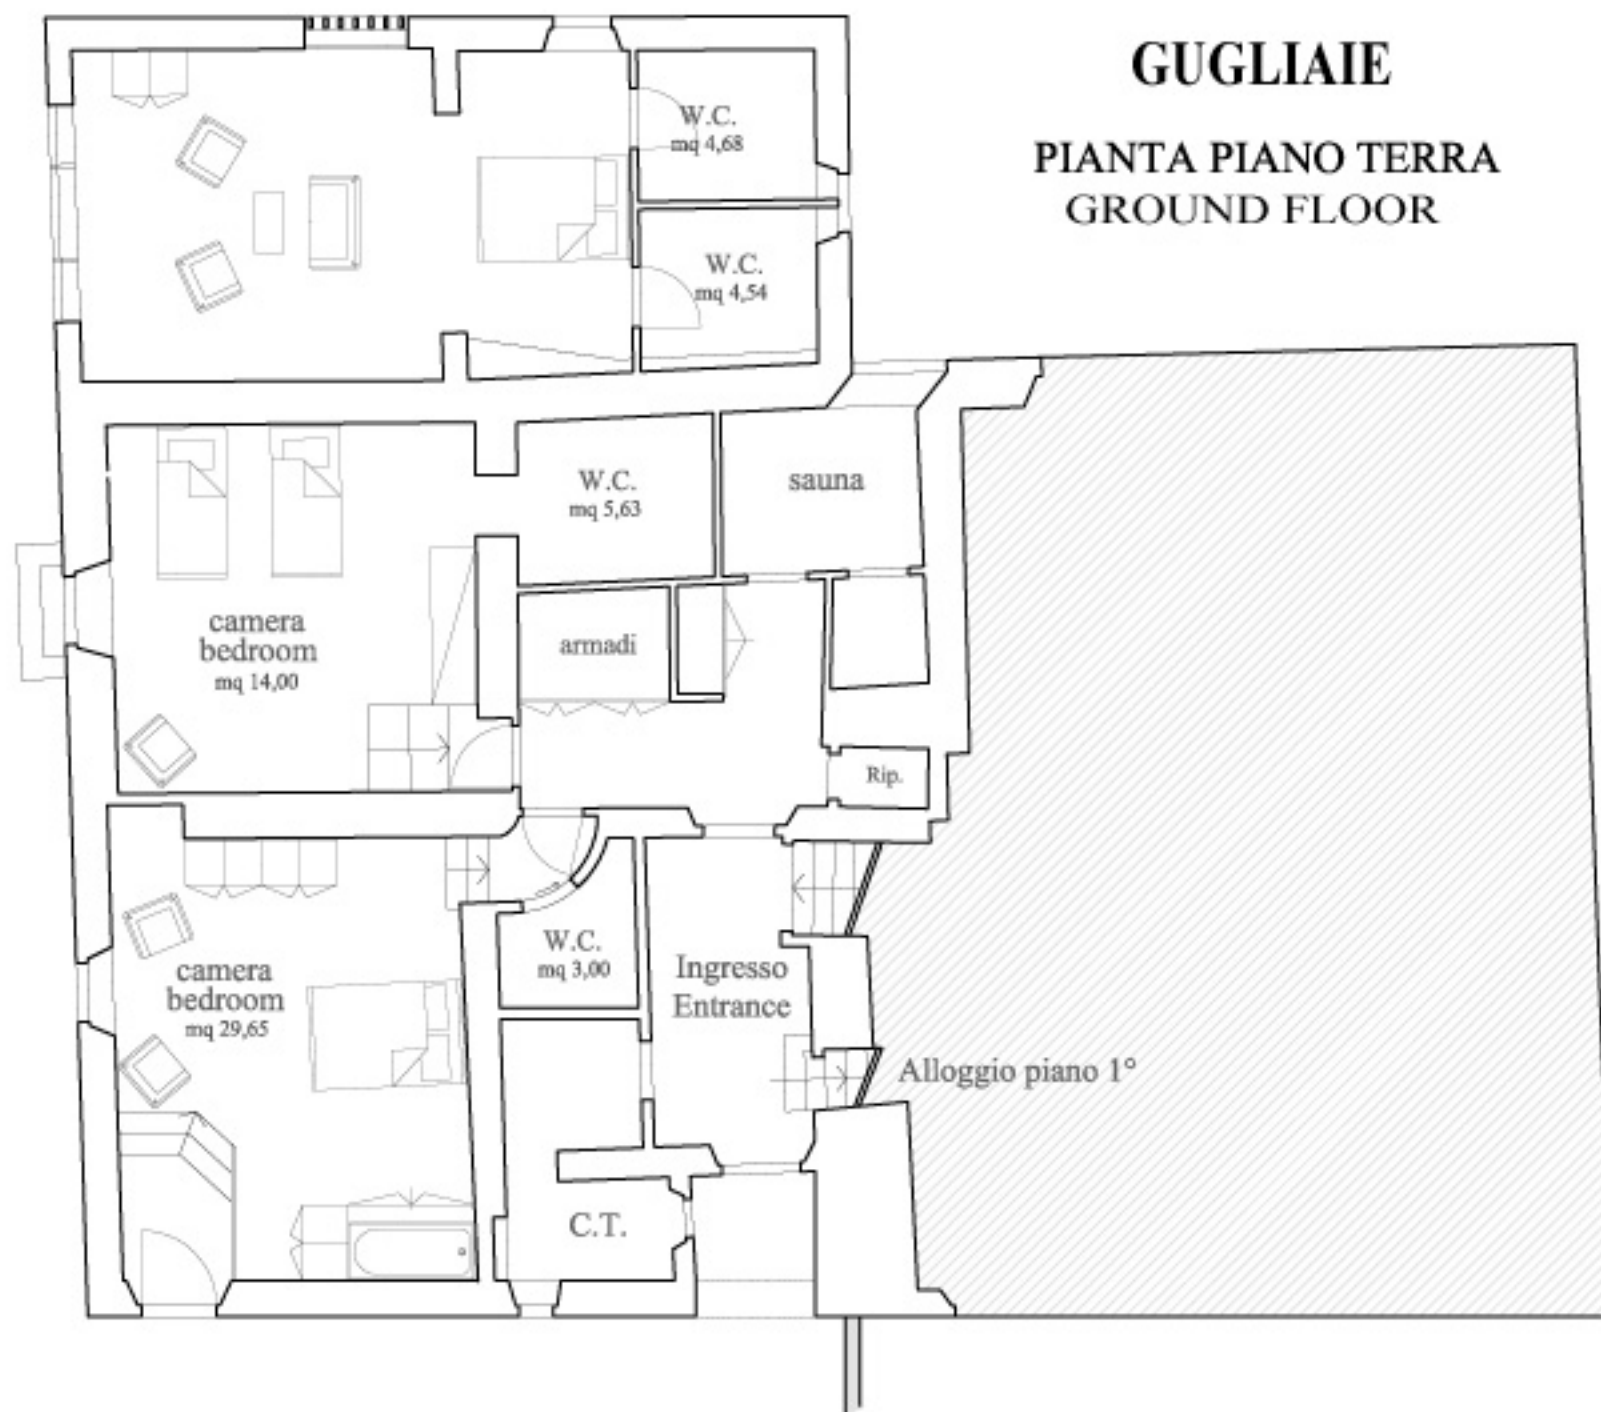 GUGLIAIE
PIANTA PIANO TERRA
GROUND FLOOR
W.C.
mq 4,68
W.C.
mq 4,54
W.C.
mq 5,63
sauna
camera
bedroom
mq 14,00
armadi
Rip.
W.C.
mq 3,00
camera
bedroom
mq 29,65
Ingresso
Entrance
Alloggio piano 1°
C.T.